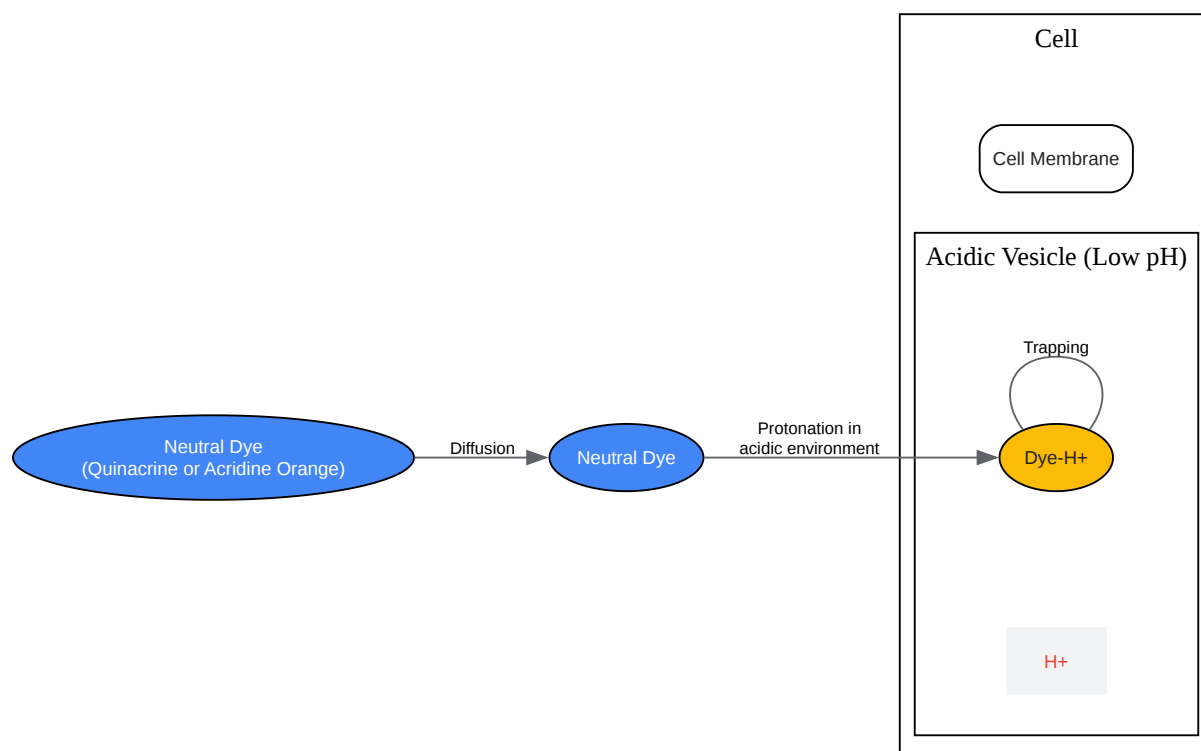 Cell
Cell Membrane
Acidic Vesicle (Low pH)
Trapping
Neutral Dye
(Quinacrine or Acridine Orange)
Diffusion
Neutral Dye
Protonation in
acidic environment
Dye-H+
H+